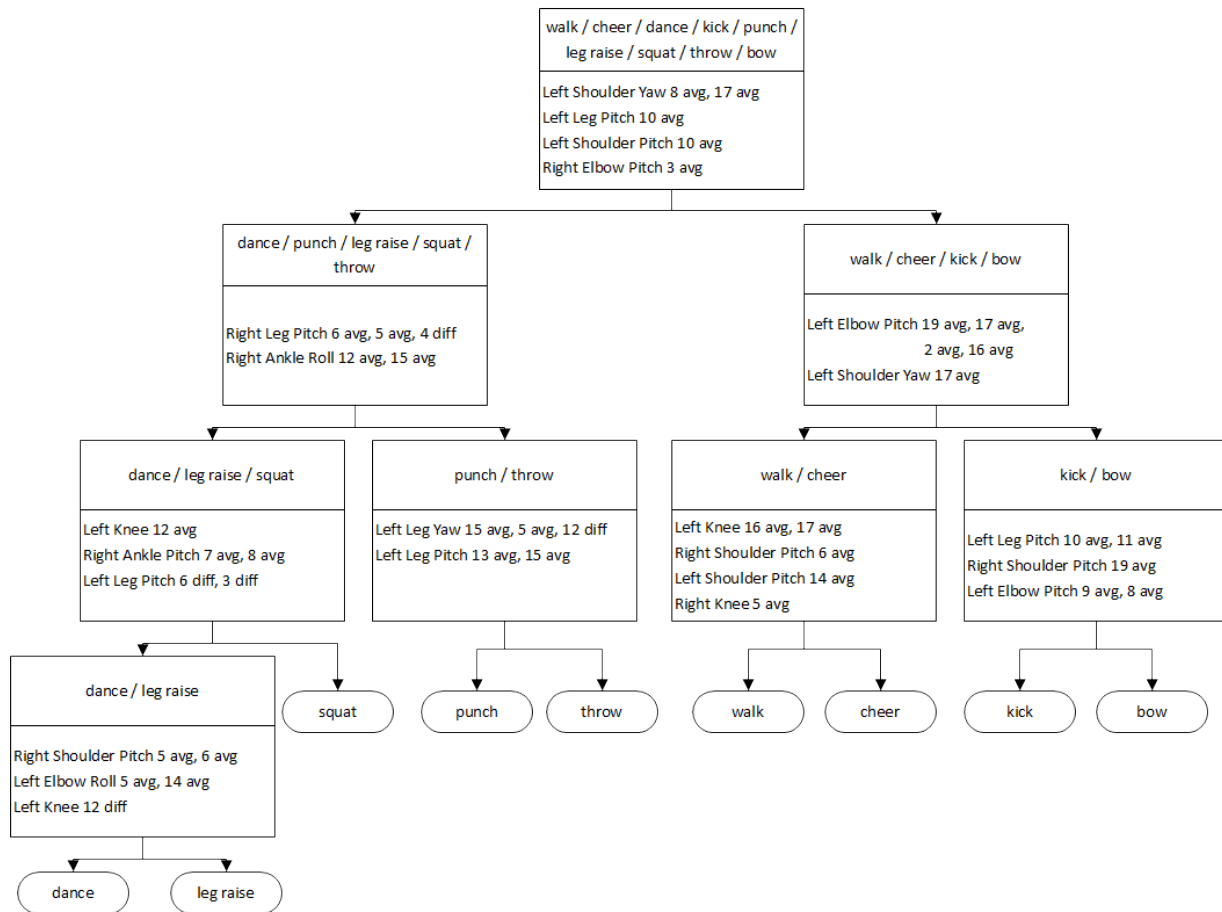 walk / cheer / dance / kick / punch /
leg raise / squat / throw / bow
Left Shoulder Yaw 8 avg, 17 avg
Left Leg Pitch 10 avg
Left Shoulder Pitch 10 avg
Right Elbow Pitch 3 avg
dance / punch / leg raise / squat /
throw
Right Leg Pitch 6 avg, 5 avg, 4 diff
Right Ankle Roll 12 avg, 15 avg
walk / cheer / kick / bow
Left Elbow Pitch 19 avg, 17 avg,
2 avg, 16 avg
Left Shoulder Yaw 17 avg
dance / leg raise / squat
Left Knee 12 avg
Right Ankle Pitch 7 avg, 8 avg
Left Leg Pitch 6 diff, 3 diff
punch / throw
Left Leg Yaw 15 avg, 5 avg, 12 diff
Left Leg Pitch 13 avg, 15 avg
walk / cheer
Left Knee 16 avg, 17 avg
Right Shoulder Pitch 6 avg
Left Shoulder Pitch 14 avg
Right Knee 5 avg
kick / bow
Left Leg Pitch 10 avg, 11 avg
Right Shoulder Pitch 19 avg
Left Elbow Pitch 9 avg, 8 avg
dance / leg raise
Right Shoulder Pitch 5 avg, 6 avg
Left Elbow Roll 5 avg, 14 avg
Left Knee 12 diff
squat
punch
throw
walk
cheer
kick
bow
dance
leg raise